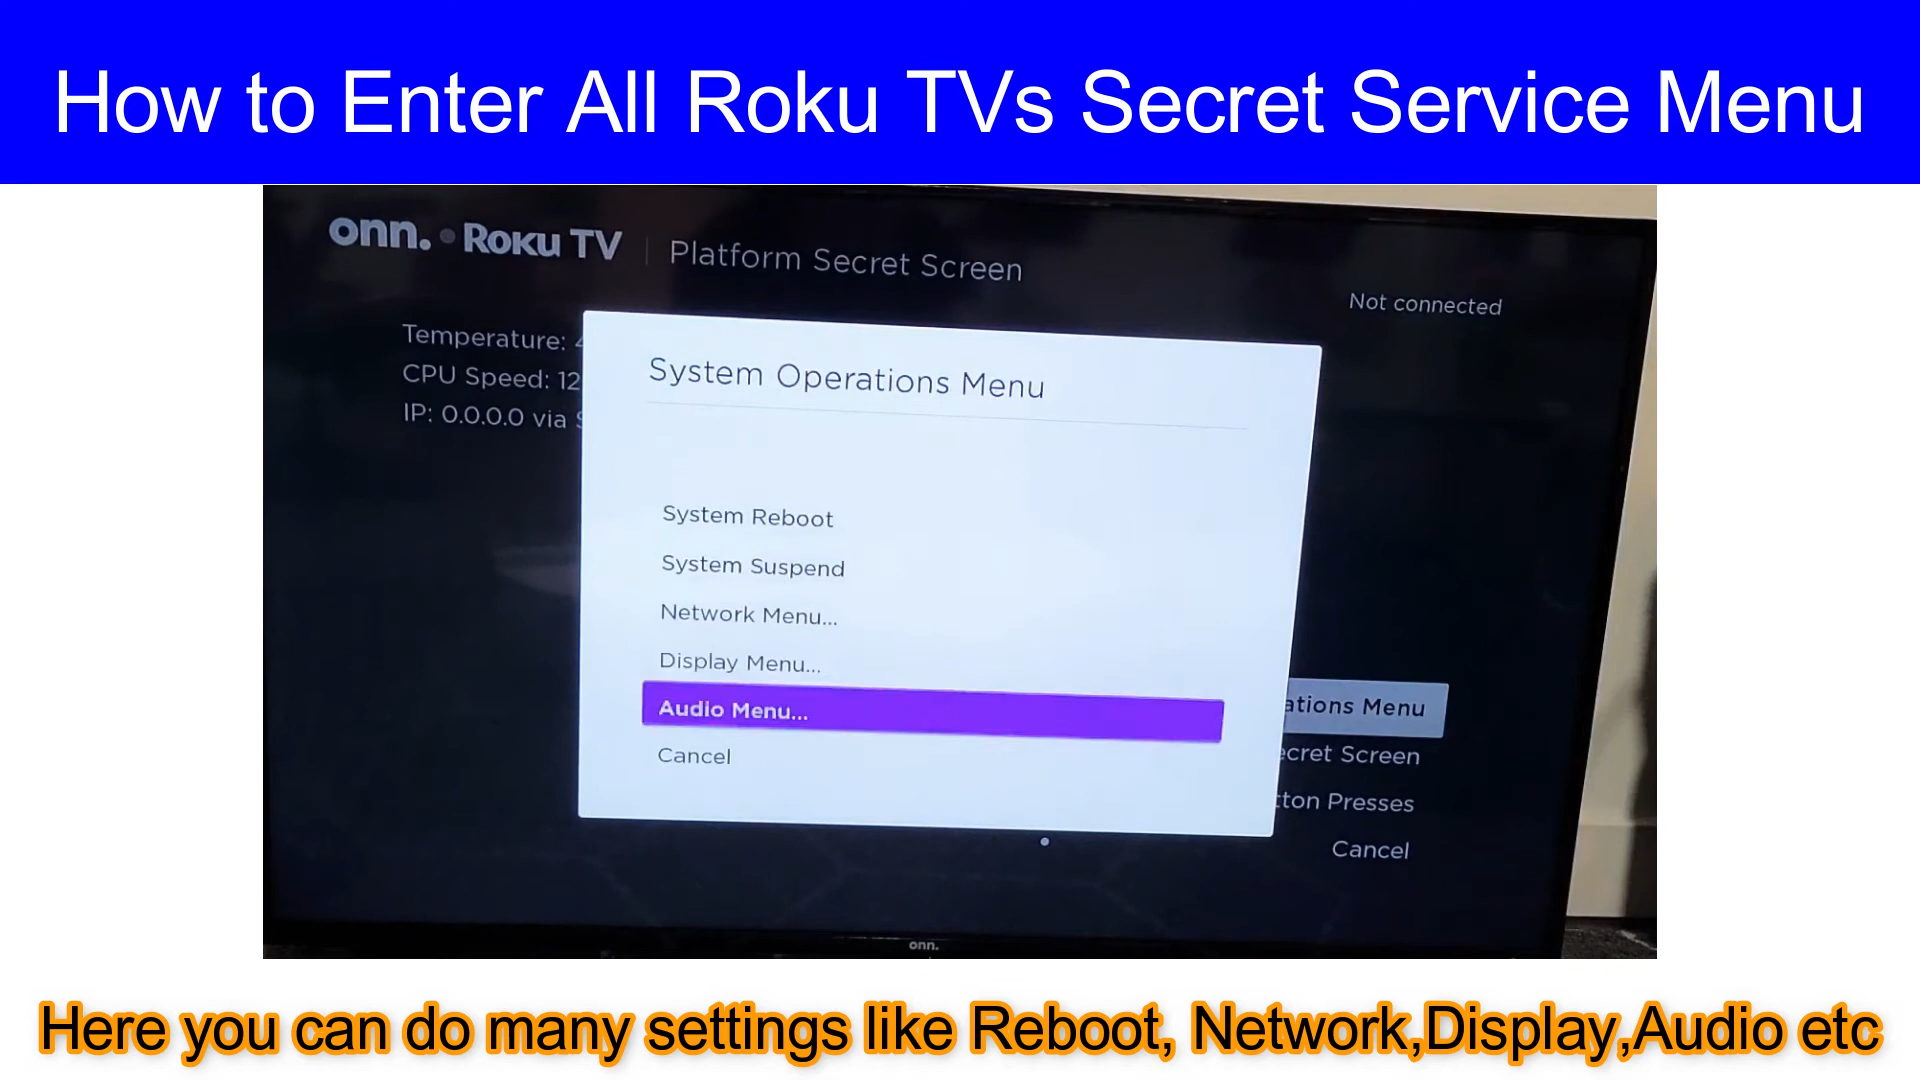 How to Enter All Roku TVs Secret Service Menu
onn. Roku TV | Platform Secret Screen
Not connected
Temperature:
CPU Speed: 12
IP: 0.0.0.0 via
System Operations Menu
System Reboot
System Suspend
Network Menu...
Display Menu...
Audio Menu...
Cancel
ations Menu
ecret Screen
tton Presses
Cancel
onn.
Here you can do many settings like Reboot, Network,Display,Audio etc